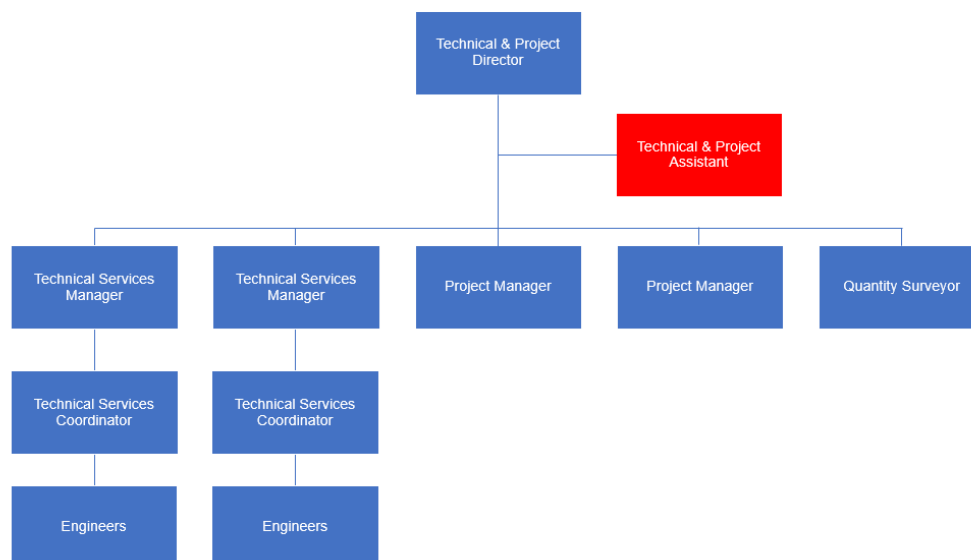 Technical & Project
Director
Technical & Project
Assistant
Technical Services
Manager
Technical Services
Manager
Project Manager
Project Manager
Quantity Surveyor
Technical Services
Coordinator
Technical Services
Coordinator
Engineers
Engineers